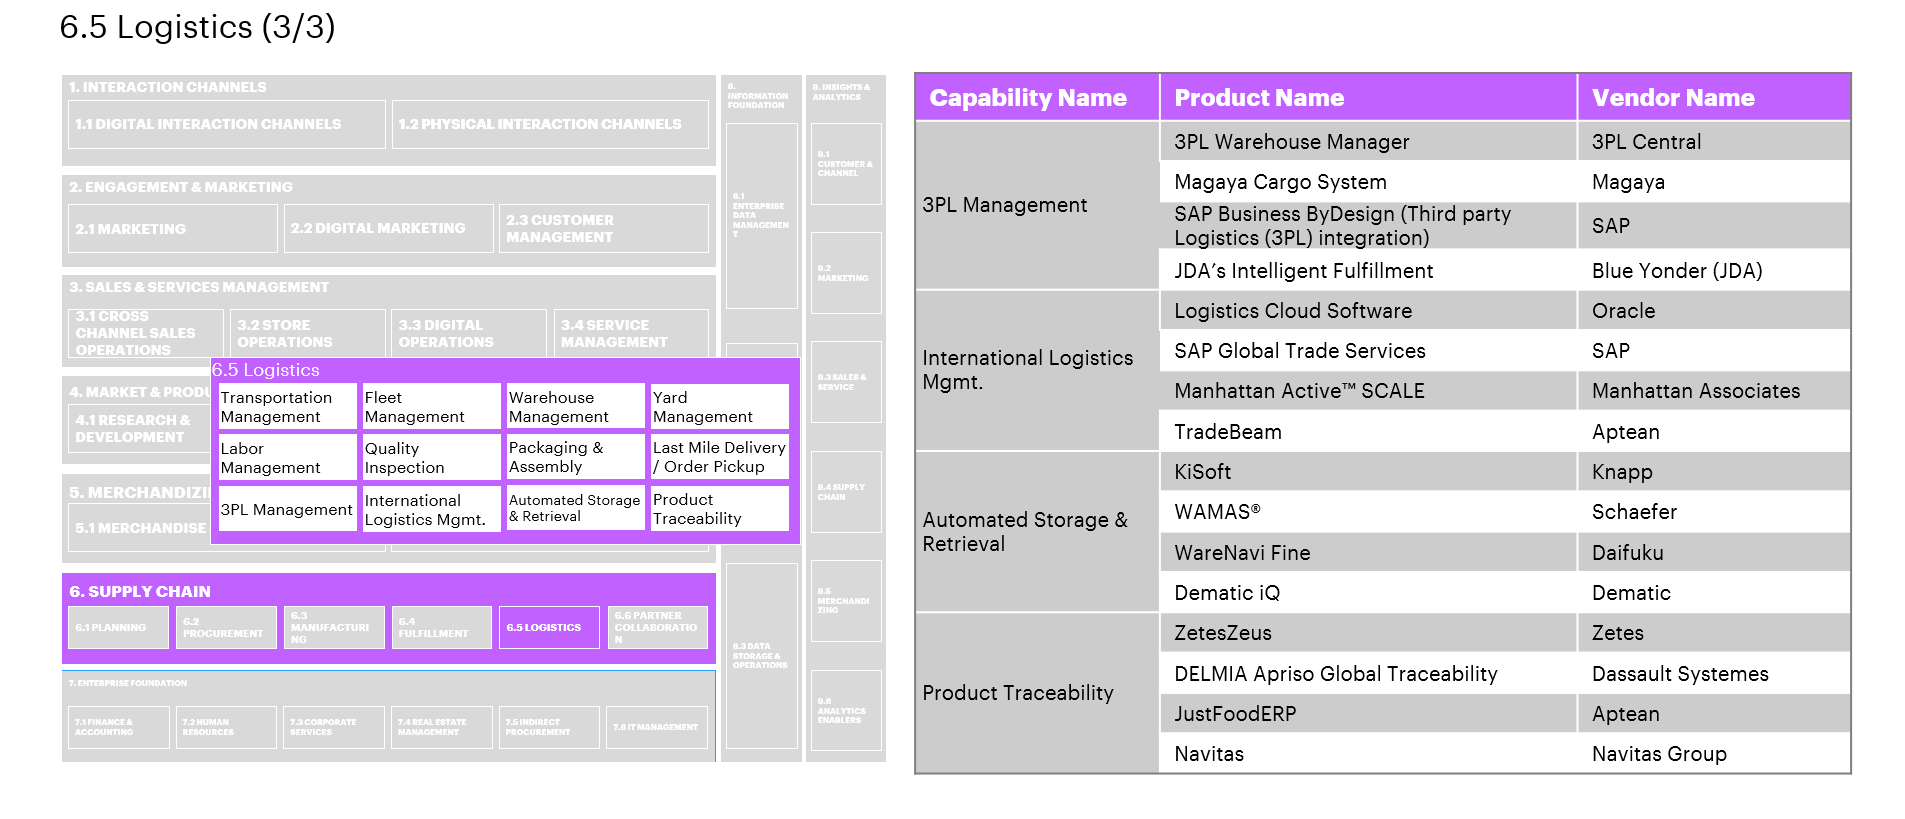 6.5 Logistics (3/3)
1. INTERACTION CHANNELS
1.1 DIGITAL INTERACTION CHANNELS
1.2 PHYSICAL INTERACTION CHANNELS
2. ENGAGEMENT & MARKETING
2.1 MARKETING
2.2 DIGITAL MARKETING
2.3 CUSTOMER
MANAGEMENT
3. SALES & SERVICES MANAGEMENT
3.1 CROSS
CHANNEL SALES
OPERATIONS
3.2 STORE
OPERATIONS
3.3 DIGITAL
OPERATIONS
3.4 SERVICE
MANAGEMENT
4. MARKET & PRODU
4.1 RESEARCH &
DEVELOPMENT
5. MERCHANDIZI
5.1 MERCHANDISE
6.5 Logistics
Transportation
Management
Fleet
Management
Warehouse
Management
Yard
Management
Labor
Management
Quality
Inspection
Packaging &
Assembly
Last Mile Delivery
/ Order Pickup
3PL Management
International
Logistics Mgmt.
Automated Storage
& Retrieval
Product
Traceability
6. SUPPLY CHAIN
6.1 PLANNING
6.2
PROCUREMENT
6.3
MANUFACTURI
NG
6.4
FULFILLMENT
6.5 LOGISTICS
6.6 PARTNER
COLLABORATIO
N
7. ENTERPRISE FOUNDATION
7.1 FINANCE &
ACCOUNTING
7.2 HUMAN
RESOURCES
7.3 CORPORATE
SERVICES
7.4 REAL ESTATE
MANAGEMENT
7.5 INDIRECT
PROCUREMENT
7.6 IT MANAGEMENT
8.
INFORMATION
FOUNDATION
8.1
ENTERPRISE
DATA
MANAGEMEN
T
8.3 DATA
STORAGE &
OPERATIONS
9. INSIGHTS &
ANALYTICS
9.1
CUSTOMER &
CHANNEL
9.2
MARKETING
9.3 SALES &
SERVICE
9.4 SUPPLY
CHAIN
9.5
MERCHANDI
ZING
9.6
ANALYTICS
ENABLERS
Capability Name
Product Name
Vendor Name
3PL Management
3PL Warehouse Manager
3PL Central
Magaya Cargo System
Magaya
SAP Business ByDesign (Third party
Logistics (3PL) integration)
SAP
JDA’s Intelligent Fulfillment
Blue Yonder (JDA)
International Logistics
Mgmt.
Logistics Cloud Software
Oracle
SAP Global Trade Services
SAP
Manhattan Active™ SCALE
Manhattan Associates
TradeBeam
Aptean
Automated Storage &
Retrieval
KiSoft
Knapp
WAMAS®
Schaefer
WareNavi Fine
Daifuku
Dematic iQ
Dematic
Product Traceability
ZetesZeus
Zetes
DELMIA Apriso Global Traceability
Dassault Systemes
JustFoodERP
Aptean
Navitas
Navitas Group